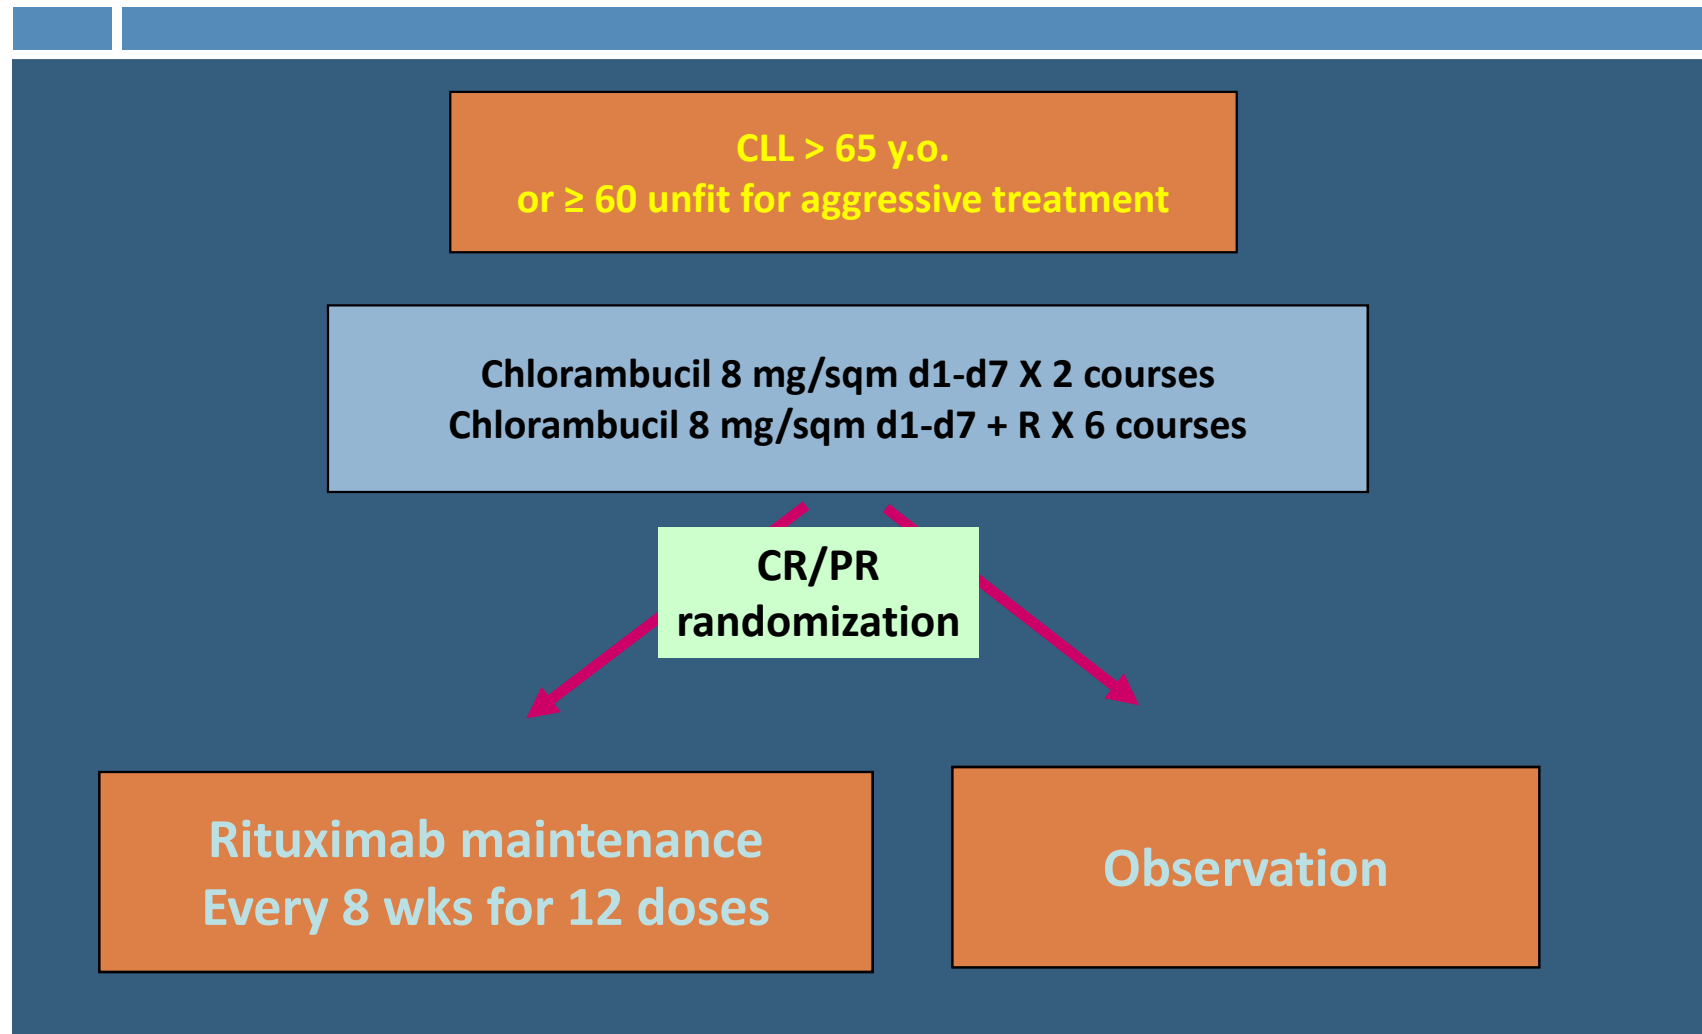 CLL > 65 y.o.
or ≥ 60 unfit for aggressive treatment
Chlorambucil 8 mg/sqm d1-d7 X 2 courses
Chlorambucil 8 mg/sqm d1-d7 + R X 6 courses
CR/PR
randomization
Rituximab maintenance
Every 8 wks for 12 doses
Observation